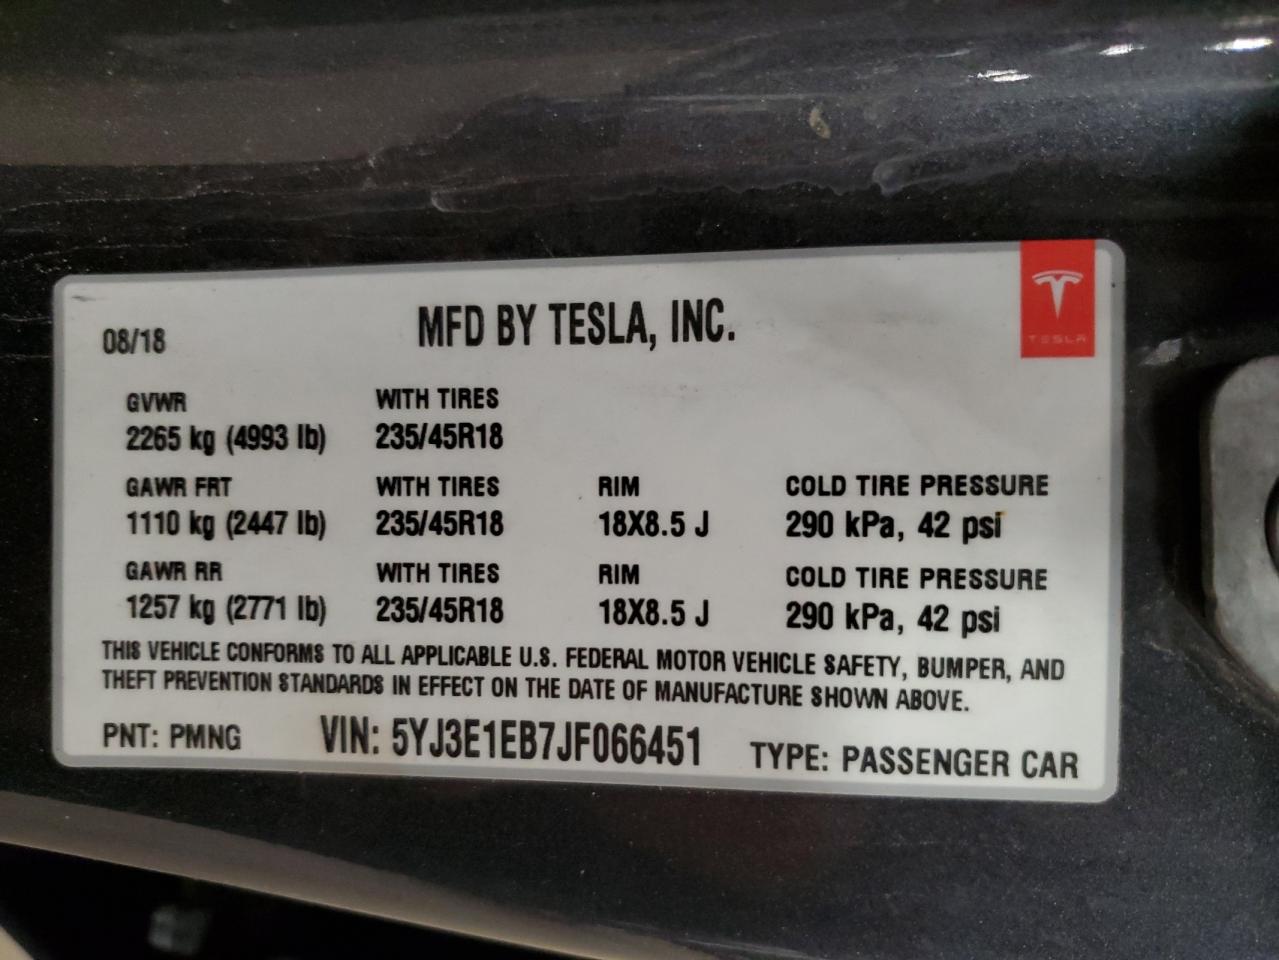 08/18
MFD BY TESLA, INC.
TESLA
GVWR WITH TIRES
2265 kg (4993 lb) 235/45R18
GAWR FRT WITH TIRES RIM COLD TIRE PRESSURE
1110 kg (2447 lb) 235/45R18 18X8.5 J 290 kPa, 42 psi
GAWR RR WITH TIRES RIM COLD TIRE PRESSURE
1257 kg (2771 lb) 235/45R18 18X8.5 J 290 kPa, 42 psi
THIS VEHICLE CONFORMS TO ALL APPLICABLE U.S. FEDERAL MOTOR VEHICLE SAFETY, BUMPER, AND
THEFT PREVENTION STANDARDS IN EFFECT ON THE DATE OF MANUFACTURE SHOWN ABOVE.
PNT: PMNG VIN: 5YJ3E1EB7JF066451 TYPE: PASSENGER CAR